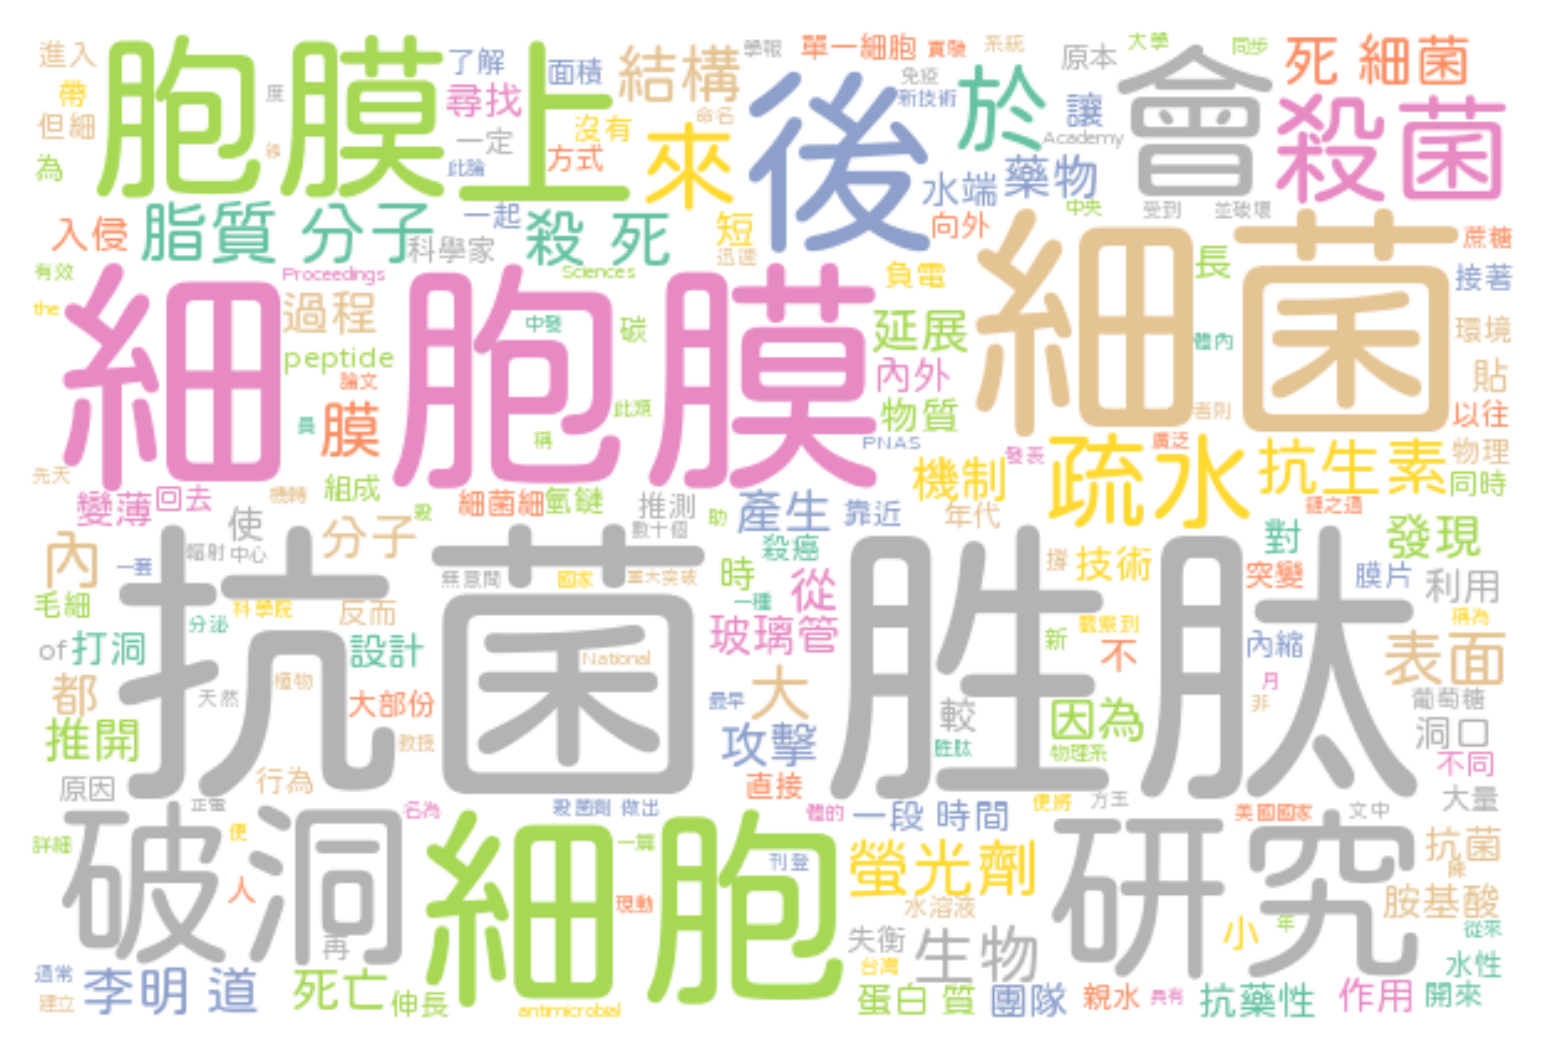 進入
胞膜上
了解
面積
結構
學報
單一細胞
實驗
系統
原本
大學
同步
死 細菌
帶
度
尋找
沒有
命名
來
後
免疫
新技術
於
讓
會
殺菌
但細
一定
方式
Academy
為
此論
水端
藥物
中央
受到
並破壞
入侵
脂質 分子
一起
殺 死
短
向外
細菌
蔗糖
科學家
迅速
有效
Proceedings
Sciences
負電
長
接著
the
細胞膜
過程
中發
碳
延展
體內
環境
peptide
論文
內外
貼
員
膜
此類
物質
者則
以往
稱
PNAS
機制
發表
疏水
廣泛
抗生素
物理
先天
變薄
回去
機轉
組成
細菌細
氫鏈
推測
產生
靠近
年代
同時
鏈之過
使
分子
殺
數十個
助
對
發現
內
輻射
中心
殺癌
一套
無意間
國家
重大突破
時
從
撐
技術
突變
膜片
利用
毛細
科學院
反而
一種
稱為
抗菌胜肽
分泌
玻璃管
新
觀察到
of
打洞
設計
National
不
內縮
表面
都
天然
植物
大部份
最早
大
較
因為
月
非
葡萄糖
推開
教授
攻擊
胜肽
物理系
洞口
不同
原因
行為
直接
大量
正電
名為
殺菌劑
做出
體的
一段 時間
便將
方五
美國國家
文中
詳細
破洞
便
細胞
一篇
刊登
螢光劑
研究
抗菌
人
現動
水溶液
胺基酸
再
失衡
生物
小
年
從來
通常
李明 道
死亡
台灣
水性
建立
伸長
antimicrobial
蛋白 質
團隊
親水
具有
抗藥性
作用
開來